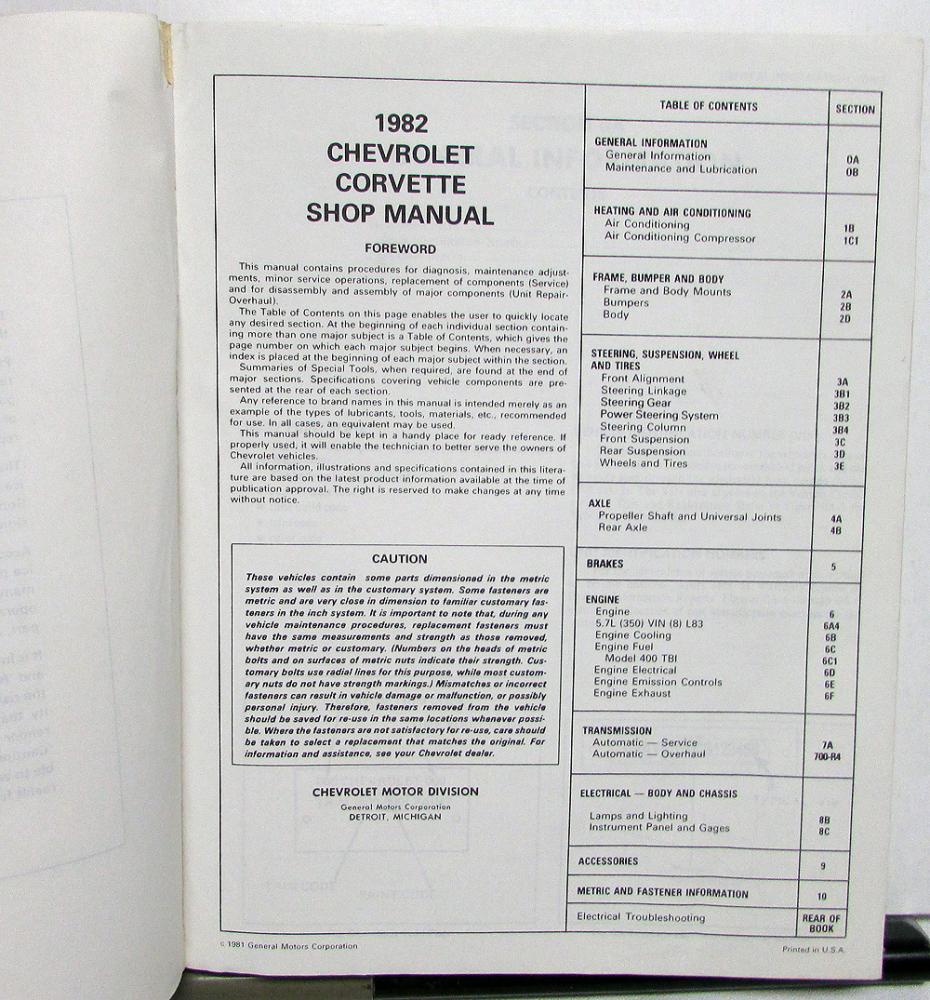 1982
CHEVROLET
CORVETTE
SHOP MANUAL
FOREWORD
This manual contains procedures for diagnosis, maintenance adjust-
ments, minor service operations, replacement of components (Service)
and for disassembly and assembly of major components (Unit Repair-
Overhaul).
The Table of Contents on this page enables the user to quickly locate
any desired section. At the beginning of each individual section contain-
ing more than one major subject is a Table of Contents, which gives the
page number on which each major subject begins. When necessary, an
index is placed at the beginning of each major subject within the section.
Summaries of Special Tools, when required, are found at the end of
major sections. Specifications covering vehicle components are pre-
sented at the rear of each section.
Any reference to brand names in this manual is intended merely as an
example of the types of lubricants, tools, materials, etc., recommended
for use. In all cases, an equivalent may be used.
This manual should be kept in a handy place for ready reference. If
properly used, it will enable the technician to better serve the owners of
Chevrolet vehicles.
All information, illustrations and specifications contained in this litera-
ture are based on the latest product information available at the time of
publication approval. The right is reserved to make changes at any time
without notice.
CAUTION
These vehicles contain some parts dimensioned in the metric
system as well as in the customary system. Some fasteners are
metric and are very close in dimension to familiar customary fas-
teners in the inch system. It is important to note that, during any
vehicle maintenance procedures, replacement fasteners must
have the same measurements and strength as those removed,
whether metric or customary. (Numbers on the heads of metric
bolts and on surfaces of metric nuts indicate their strength. Cus-
tomary bolts use radial lines for this purpose, while most custom-
ary nuts do not have strength markings.) Mismatches or incorrect
fasteners can result in vehicle damage or malfunction, or possibly
personal injury. Therefore, fasteners removed from the vehicle
should be saved for re-use in the same locations whenever possi-
ble. Where the fasteners are not satisfactory for re-use, care should
be taken to select a replacement that matches the original. For
information and assistance, see your Chevrolet dealer.
CHEVROLET MOTOR DIVISION
General Motors Corporation
DETROIT, MICHIGAN
TABLE OF CONTENTS SECTION
GENERAL INFORMATION
General Information 0A
Maintenance and Lubrication 0B
HEATING AND AIR CONDITIONING
Air Conditioning 1B
Air Conditioning Compressor 1C1
FRAME, BUMPER AND BODY
Frame and Body Mounts 2A
Bumpers 2B
Body 2D
STEERING, SUSPENSION, WHEEL
AND TIRES
Front Alignment 3A
Steering Linkage 3B1
Steering Gear 3B2
Power Steering System 3B3
Steering Column 3B4
Front Suspension 3C
Rear Suspension 3D
Wheels and Tires 3E
AXLE
Propeller Shaft and Universal Joints 4A
Rear Axle 4B
BRAKES 5
ENGINE
Engine 6
5.7L (350) VIN (8) L83 6A4
Engine Cooling 6B
Engine Fuel 6C
Model 400 TBI 6C1
Engine Electrical 6D
Engine Emission Controls 6E
Engine Exhaust 6F
TRANSMISSION
Automatic — Service 7A
Automatic — Overhaul 700-R4
ELECTRICAL — BODY AND CHASSIS
Lamps and Lighting 8B
Instrument Panel and Gages 8C
ACCESSORIES 9
METRIC AND FASTENER INFORMATION 10
Electrical Troubleshooting REAR OF
BOOK
c 1981 General Motors Corporation
Printed in U.S.A.